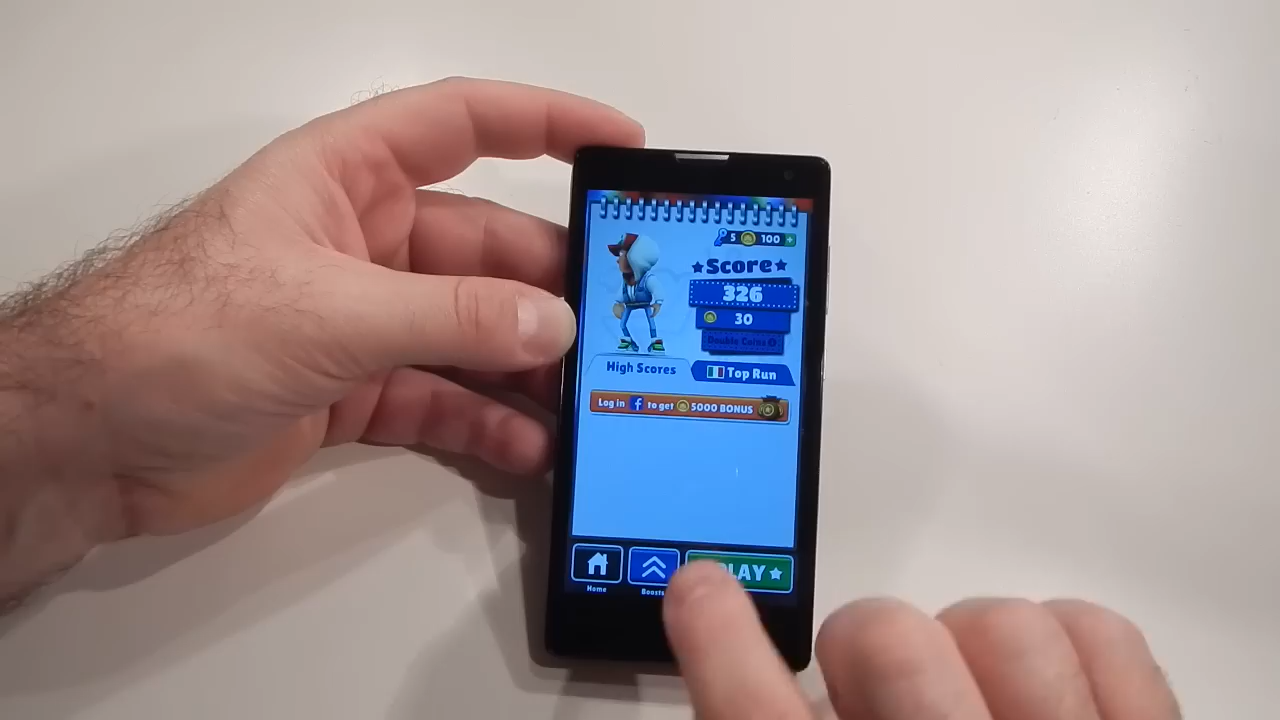 5 100 +
Score
326
30
Double Coins
High Scores
Top Run
Log in f to get 5000 BONUS
PLAY
Home
Boosts